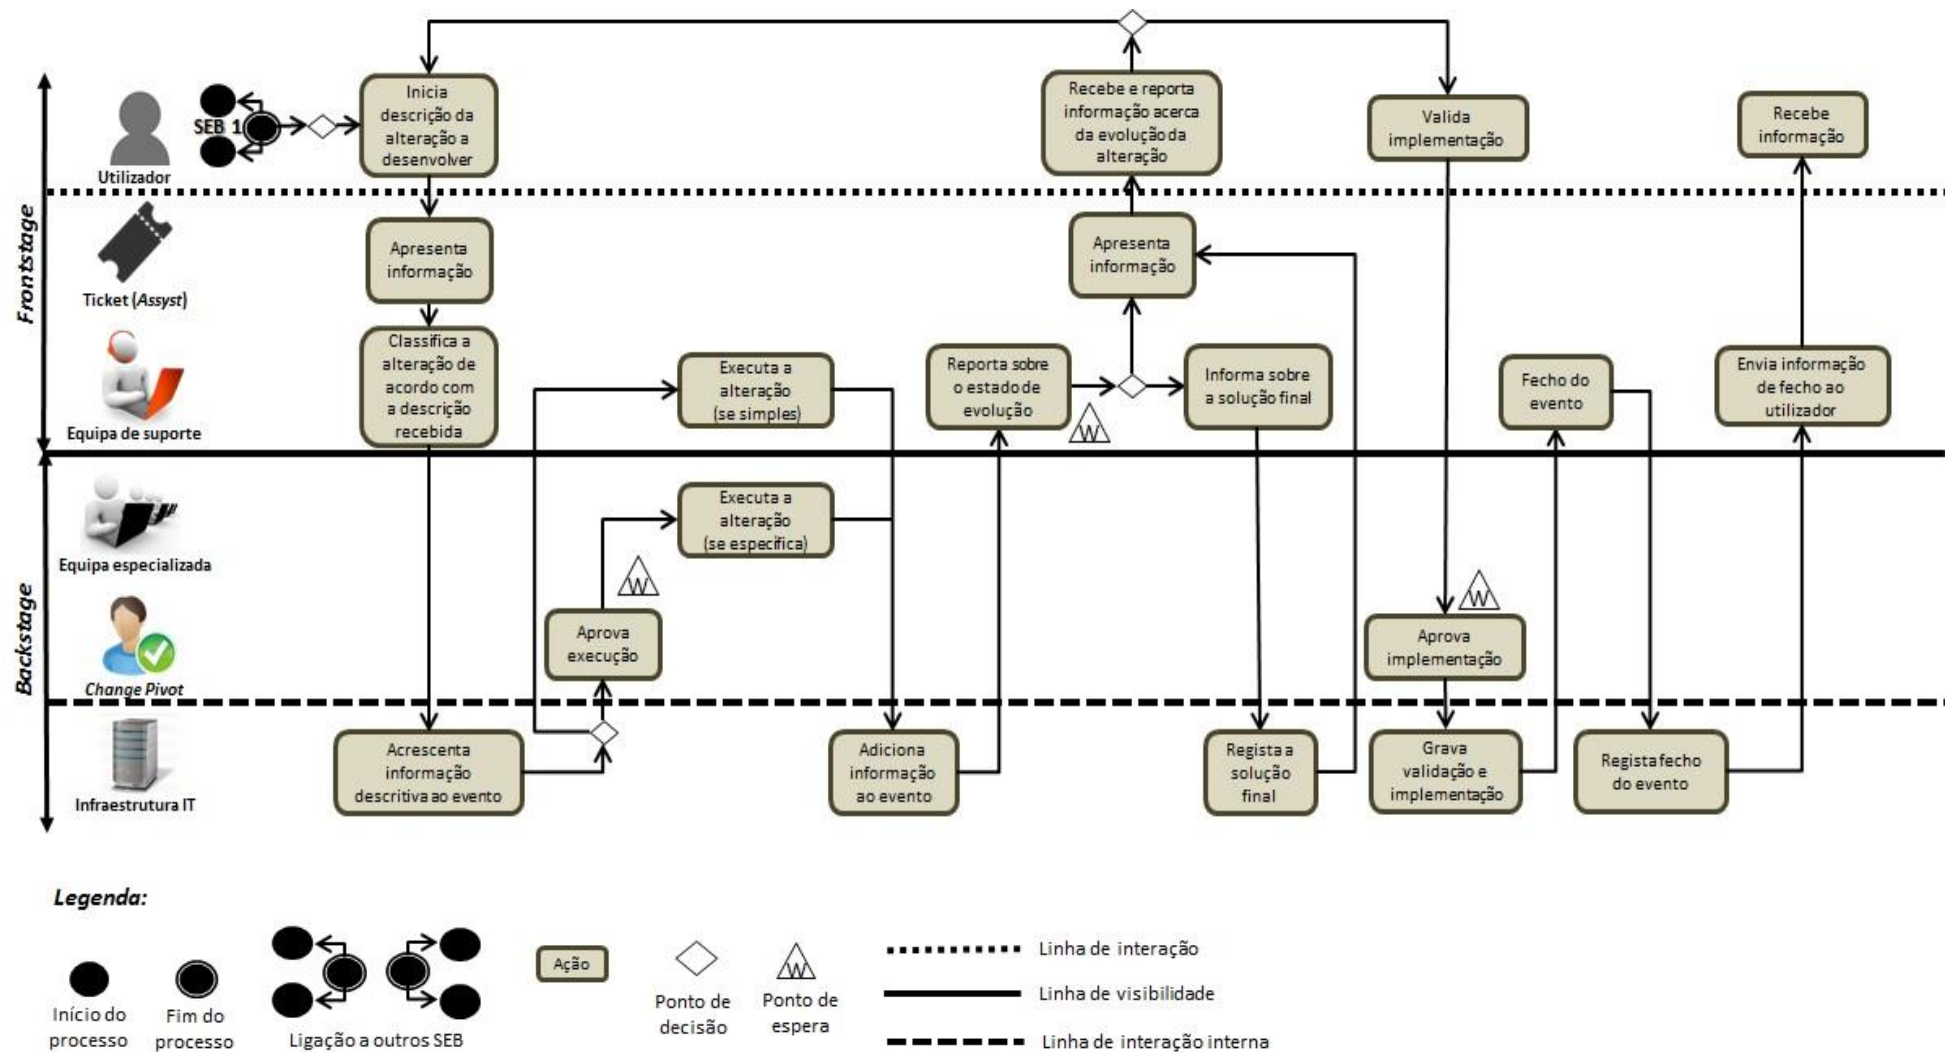 Inicia
descrição da
alteração a
desenvolver
Recebe e reporta
informação acerca
da evolução da
alteração
Valida
implementação
Recebe
informação
SEB 1
Utilizador
Frontstage
Apresenta
informação
Apresenta
informação
Ticket (Assyst)
Classifica a
alteração de
acordo com
a descrição
recebida
Executa a
alteração
(se simples)
Reporta sobre
o estado de
evolução
Informa sobre
a solução final
Fecho do
evento
Envia informação
de fecho ao
utilizador
W
Equipa de suporte
Executa a
alteração
(se específica)
Equipa especializada
W
W
Backstage
Aprova
execução
Aprova
implementação
Change Pivot
Acrescenta
informação
descritiva ao evento
Adiciona
informação
ao evento
Regista a
solução
final
Grava
validação e
implementação
Regista fecho
do evento
Infraestrutura IT
Legenda:
Ação
W
Início do
processo
Fim do
processo
Ligação a outros SEB
Ponto de
decisão
Ponto de
espera
Linha de interação
Linha de visibilidade
Linha de interação interna